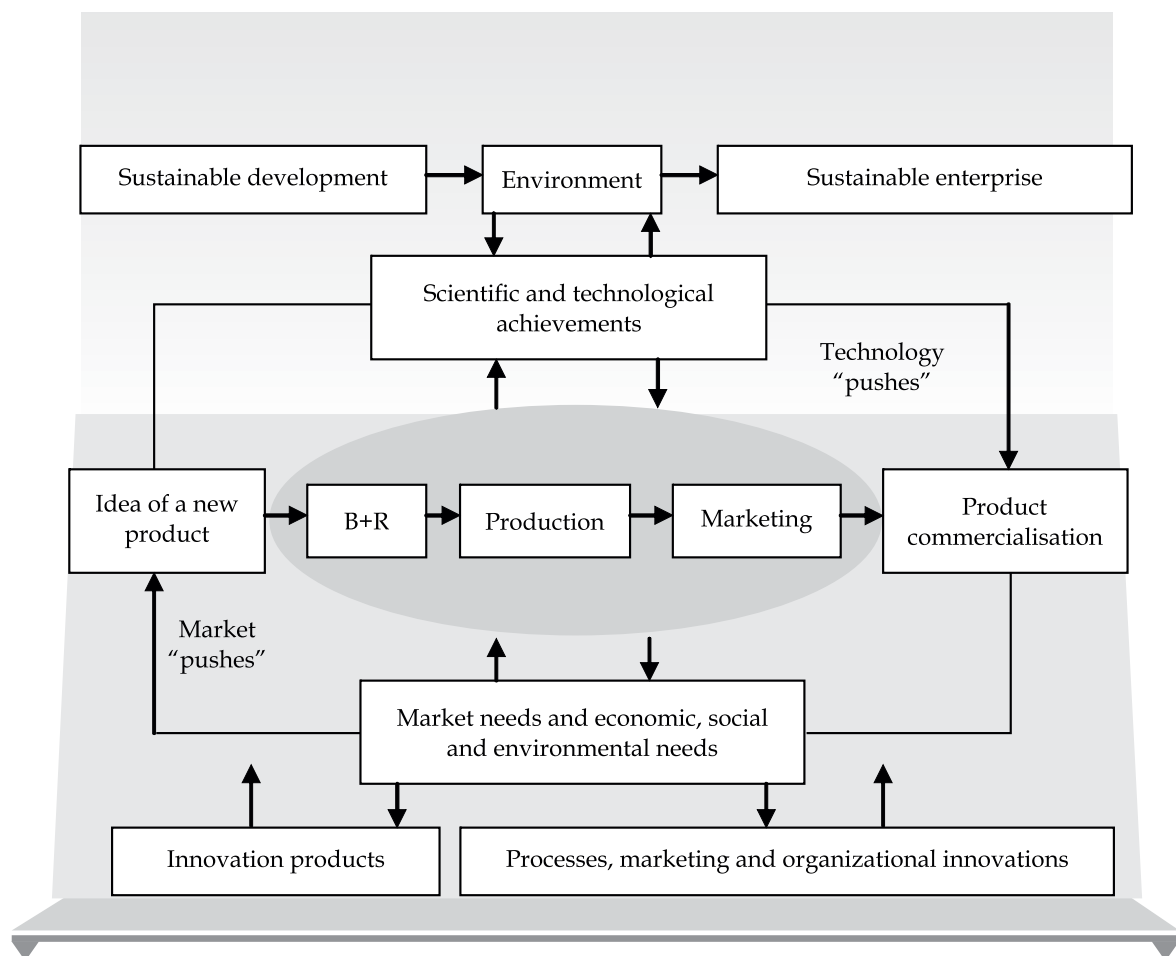 Sustainable development
Environment
Sustainable enterprise
Scientific and technological
achievements
Technology
“pushes”
Idea of a new
product
B+R
Production
Marketing
Product
commercialisation
Market
“pushes”
Market needs and economic, social
and environmental needs
Innovation products
Processes, marketing and organizational innovations